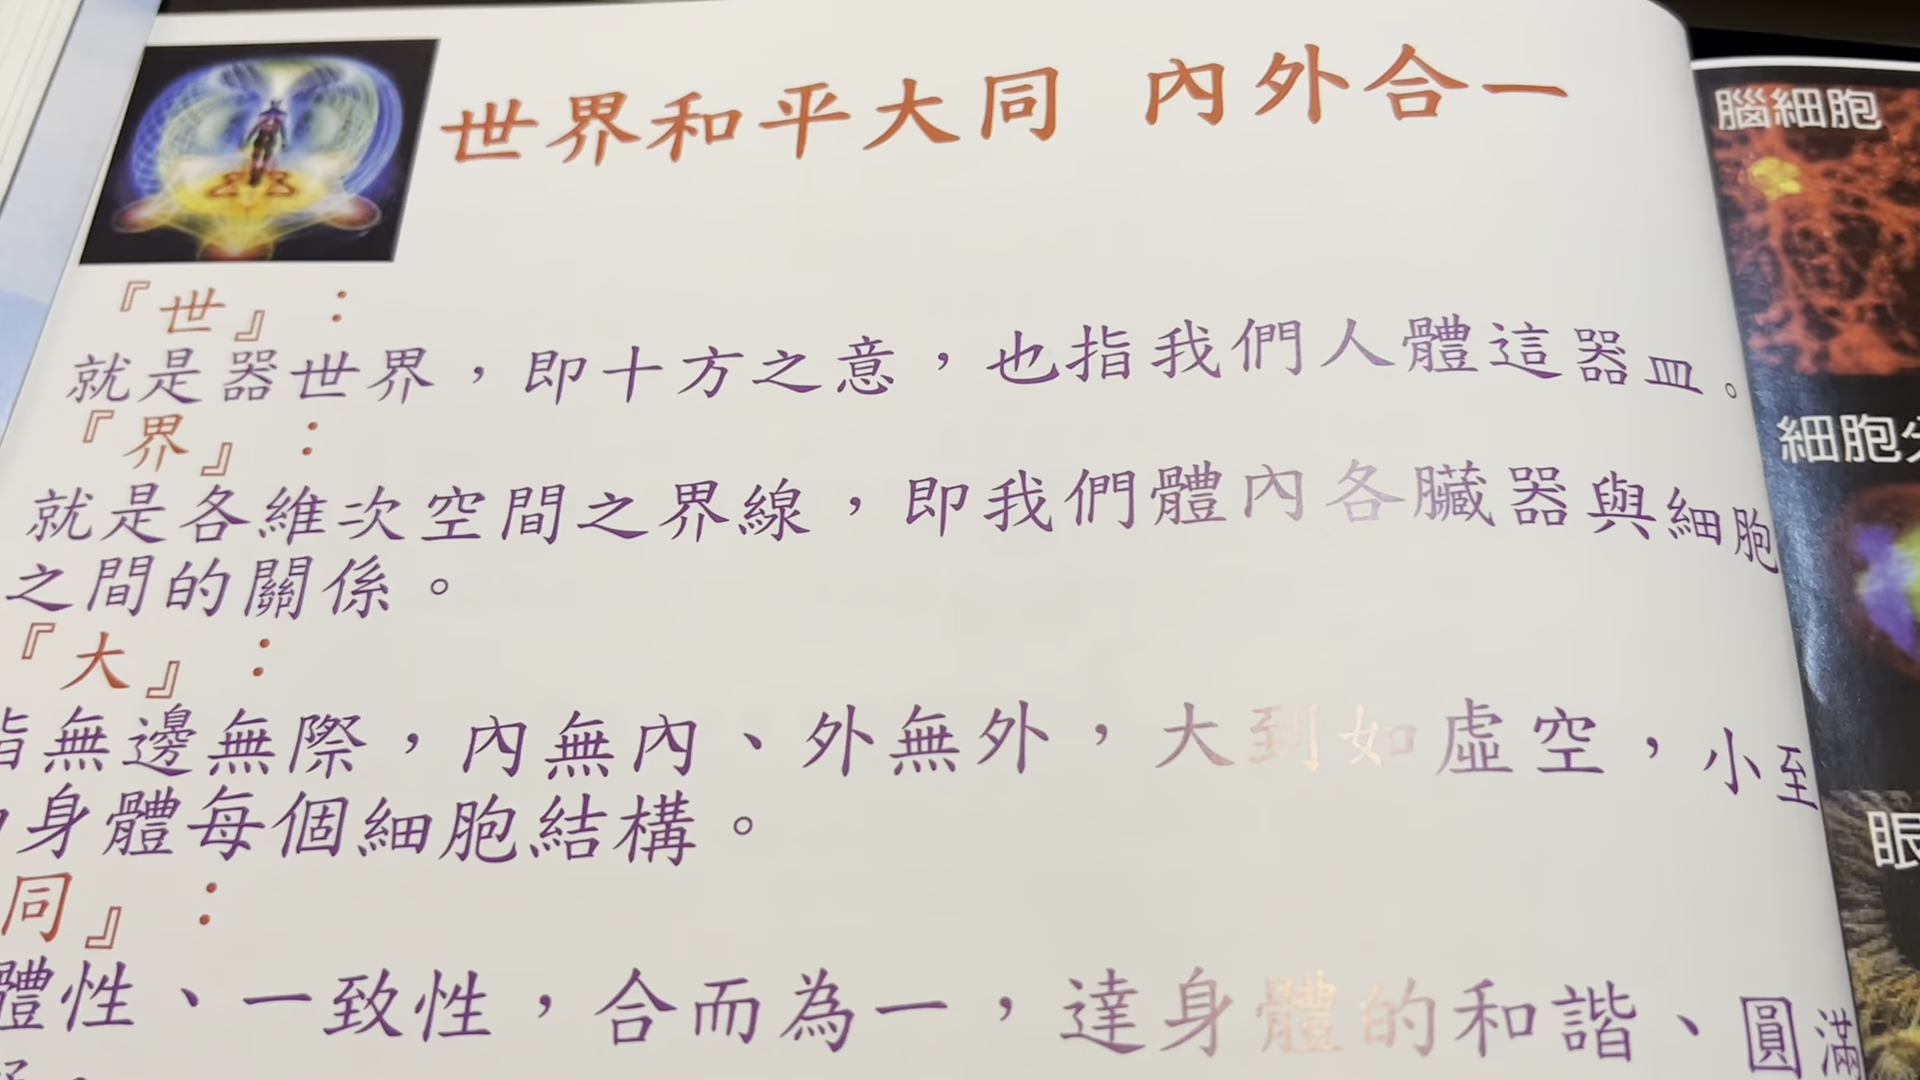 世界和平大同 內外合一
『世』：
就是器世界，即十方之意，也指我們人體這器皿。
『界』：
就是各維次空間之界線，即我們體內各臟器與細胞
之間的關係。
『大』：
指無邊無際，內無內、外無外，大到如虛空，小至
身體每個細胞結構。
同』：
體性、一致性，合而為一，達身體的和諧、圓滿
腦細胞
細胞
眼